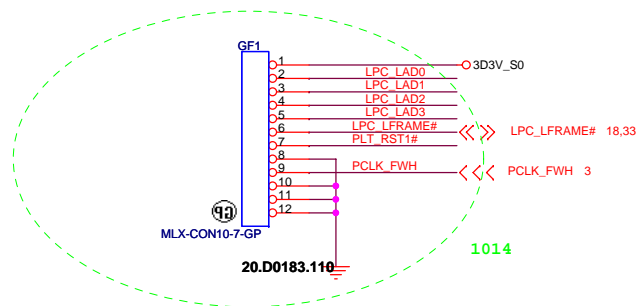 GF1
1 3D3V_S0
2 LPC_LAD0
3 LPC_LAD1
4 LPC_LAD2
5 LPC_LAD3
6 LPC_LFRAME# LPC_LFRAME# 18,33
7 PLT_RST1#
8
9 PCLK_FWH PCLK_FWH 3
10
11
12
GP
MLX-CON10-7-GP
1014
20.D0183.110